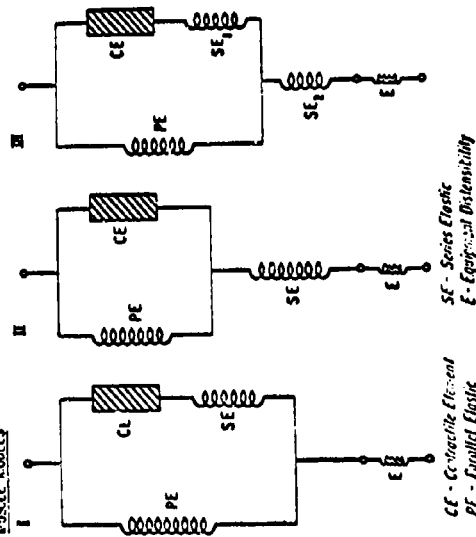 MUSCLE MODELS
I
PE
CE
SE
E
II
PE
CE
SE
E
III
PE
CE
SE1
SE2
E
CE - Contractile Element
PE - Parallel Elastic
SE - Series Elastic
E - Equipment Distensibility